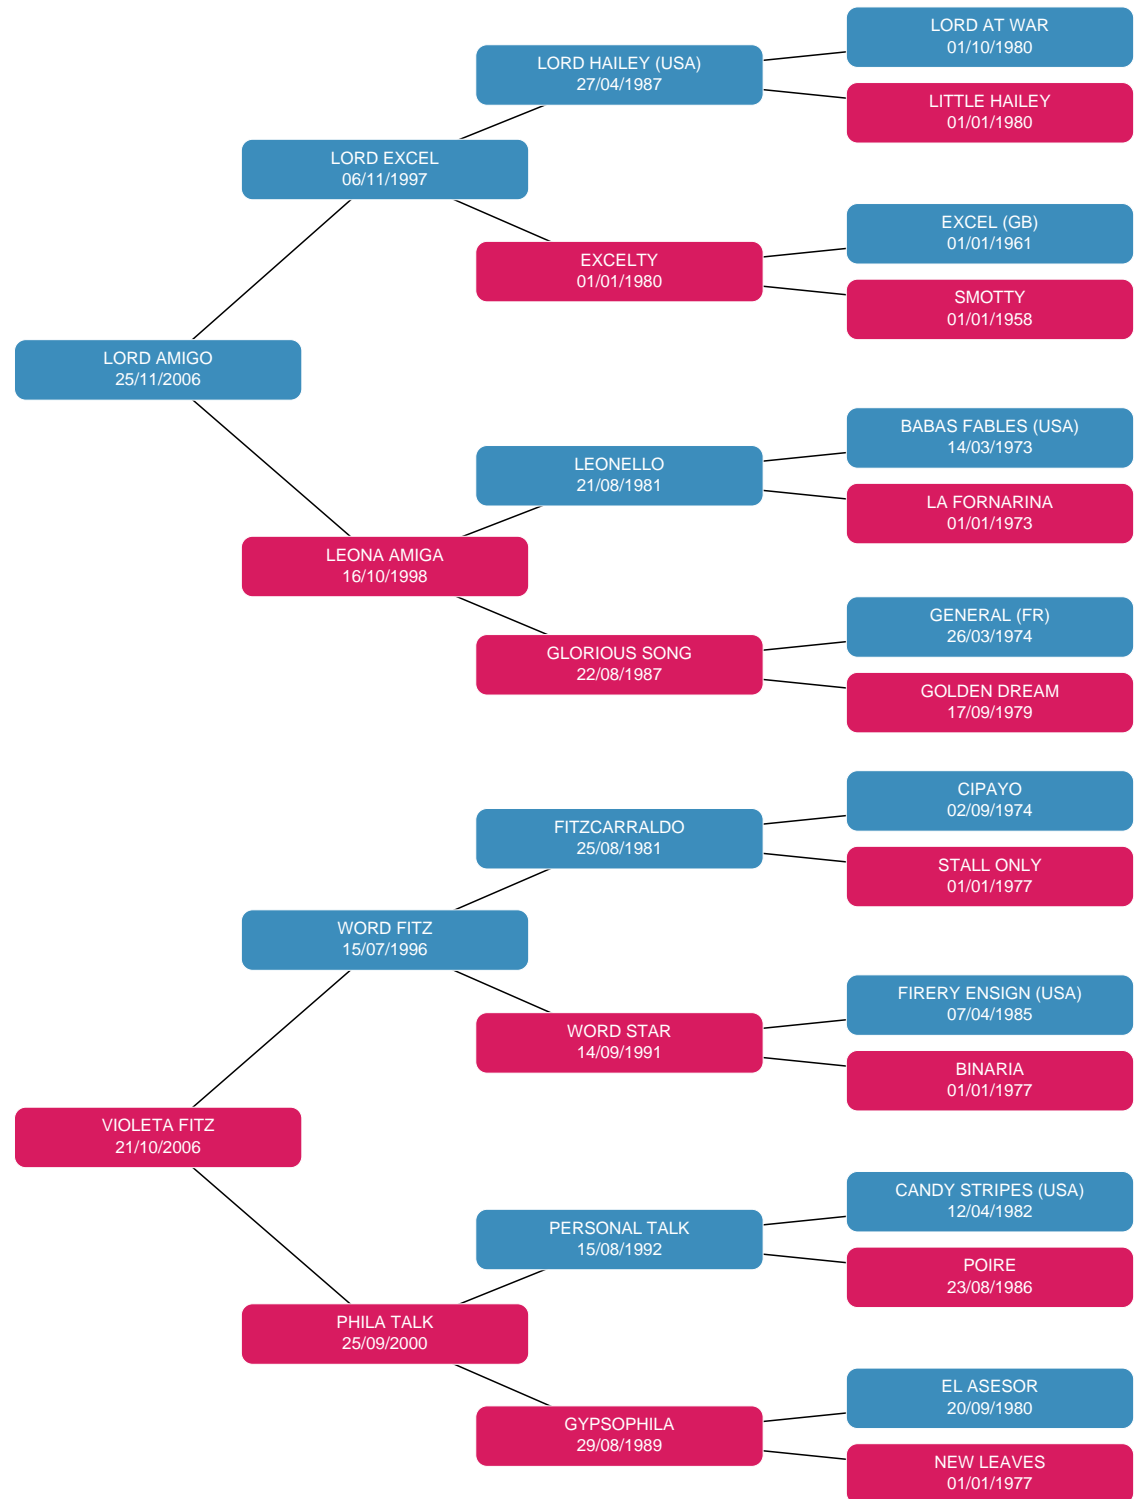 LORD AT WAR
01/10/1980
LORD HAILEY (USA)
27/04/1987
LITTLE HAILEY
01/01/1980
LORD EXCEL
06/11/1997
EXCEL (GB)
01/01/1961
EXCELTY
01/01/1980
SMOTTY
01/01/1958
LORD AMIGO
25/11/2006
BABAS FABLES (USA)
14/03/1973
LEONELLO
21/08/1981
LA FORNARINA
01/01/1973
LEONA AMIGA
16/10/1998
GENERAL (FR)
26/03/1974
GLORIOUS SONG
22/08/1987
GOLDEN DREAM
17/09/1979
CIPAYO
02/09/1974
FITZCARRALDO
25/08/1981
STALL ONLY
01/01/1977
WORD FITZ
15/07/1996
FIRERY ENSIGN (USA)
07/04/1985
WORD STAR
14/09/1991
BINARIA
01/01/1977
VIOLETA FITZ
21/10/2006
CANDY STRIPES (USA)
12/04/1982
PERSONAL TALK
15/08/1992
POIRE
23/08/1986
PHILA TALK
25/09/2000
EL ASESOR
20/09/1980
GYPSOPHILA
29/08/1989
NEW LEAVES
01/01/1977